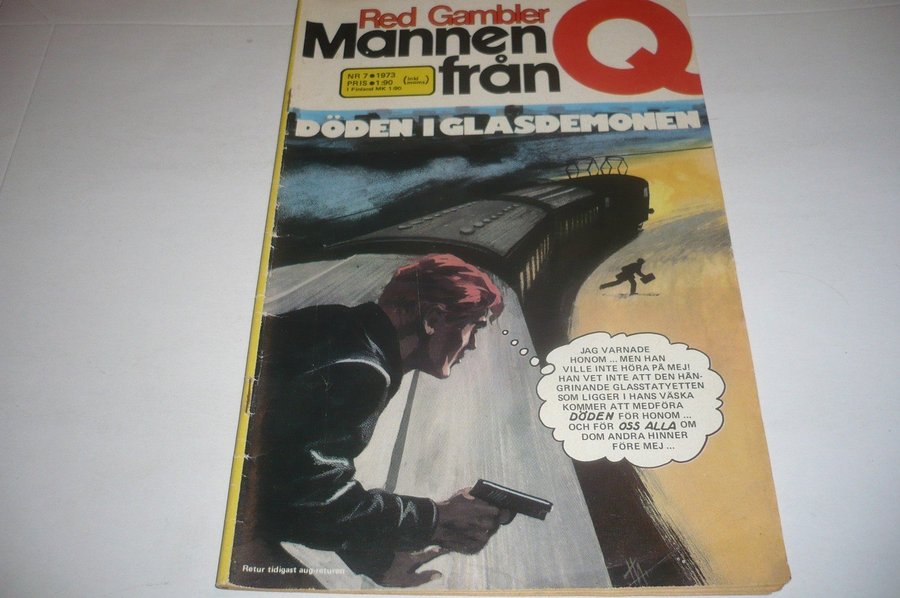 Red Gambler
Mannen
från
Q
NR 7 ● 1973
PRIS ● 1:90 (inkl moms)
I Finland MK 1:90
DÖDEN I GLASDEMONEN
JAG VARNADE
HONOM ... MEN HAN
VILLE INTE HÖRA PÅ MEJ!
HAN VET INTE ATT DEN HÅN-
GRINANDE GLASSTATYETTEN
SOM LIGGER I HANS VÄSKA
KOMMER ATT MEDFÖRA
DÖDEN FÖR HONOM ...
OCH FÖR OSS ALLA OM
DOM ANDRA HINNER
FÖRE MEJ ...
Retur tidigast aug-returen